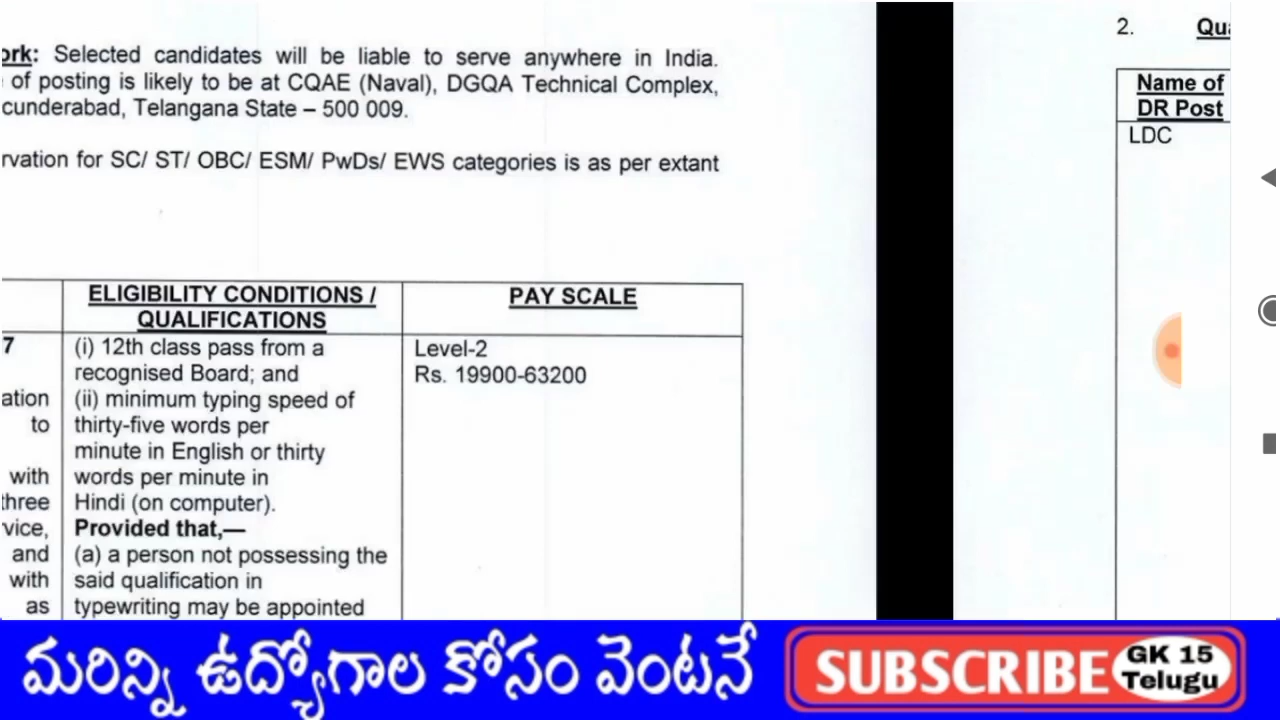 ork: Selected candidates will be liable to serve anywhere in India.
of posting is likely to be at CQAE (Naval), DGQA Technical Complex,
cunderabad, Telangana State – 500 009.
rvation for SC/ ST/ OBC/ ESM/ PwDs/ EWS categories is as per extant
ELIGIBILITY CONDITIONS /
QUALIFICATIONS
PAY SCALE
7
ation
to
with
three
vice,
and
with
as
(i) 12th class pass from a
recognised Board; and
(ii) minimum typing speed of
thirty-five words per
minute in English or thirty
words per minute in
Hindi (on computer).
Provided that,—
(a) a person not possessing the
said qualification in
typewriting may be appointed
Level-2
Rs. 19900-63200
2. Qua
Name of
DR Post
LDC
మరిన్ని ఉద్యోగాల కోసం వెంటనే
SUBSCRIBE
GK 15
Telugu